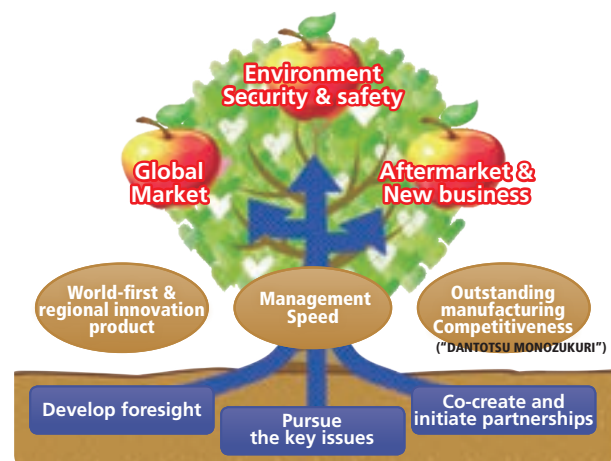 Environment
Security & safety
Global
Market
Aftermarket &
New business
World-first &
regional innovation
product
Management
Speed
Outstanding
manufacturing
Competitiveness
("DANTOTSU MONOZUKURI")
Develop foresight
Pursue
the key issues
Co-create and
initiate partnerships